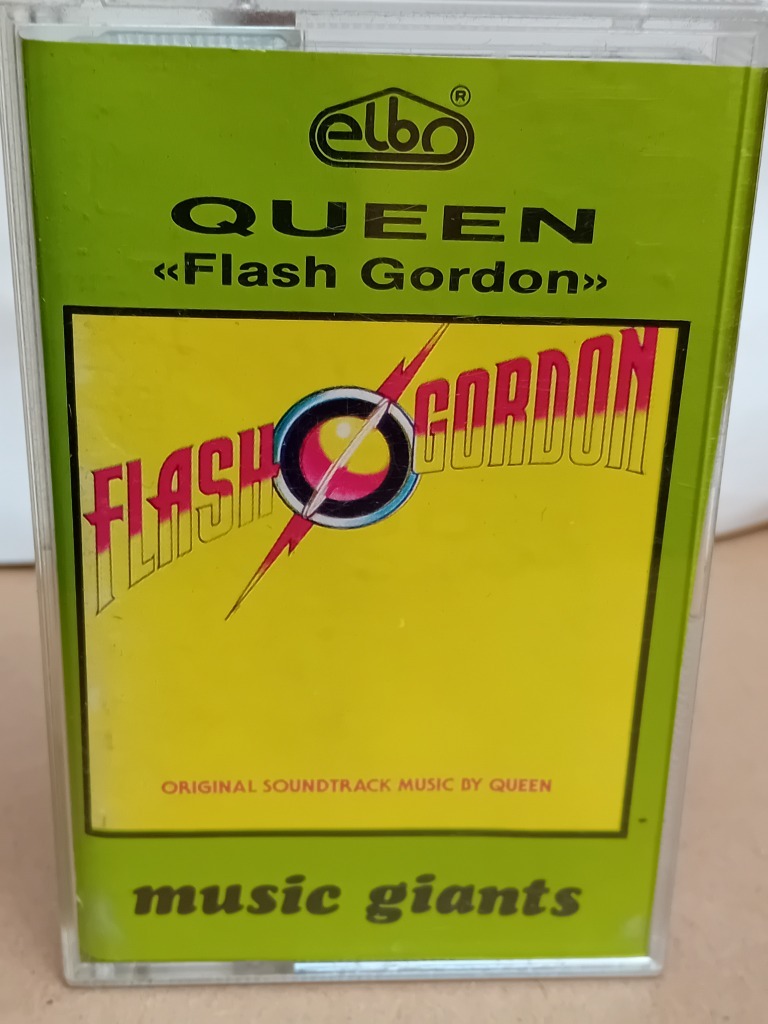 elbo ®
QUEEN
«Flash Gordon»
FLASH GORDON
ORIGINAL SOUNDTRACK MUSIC BY QUEEN
music giants